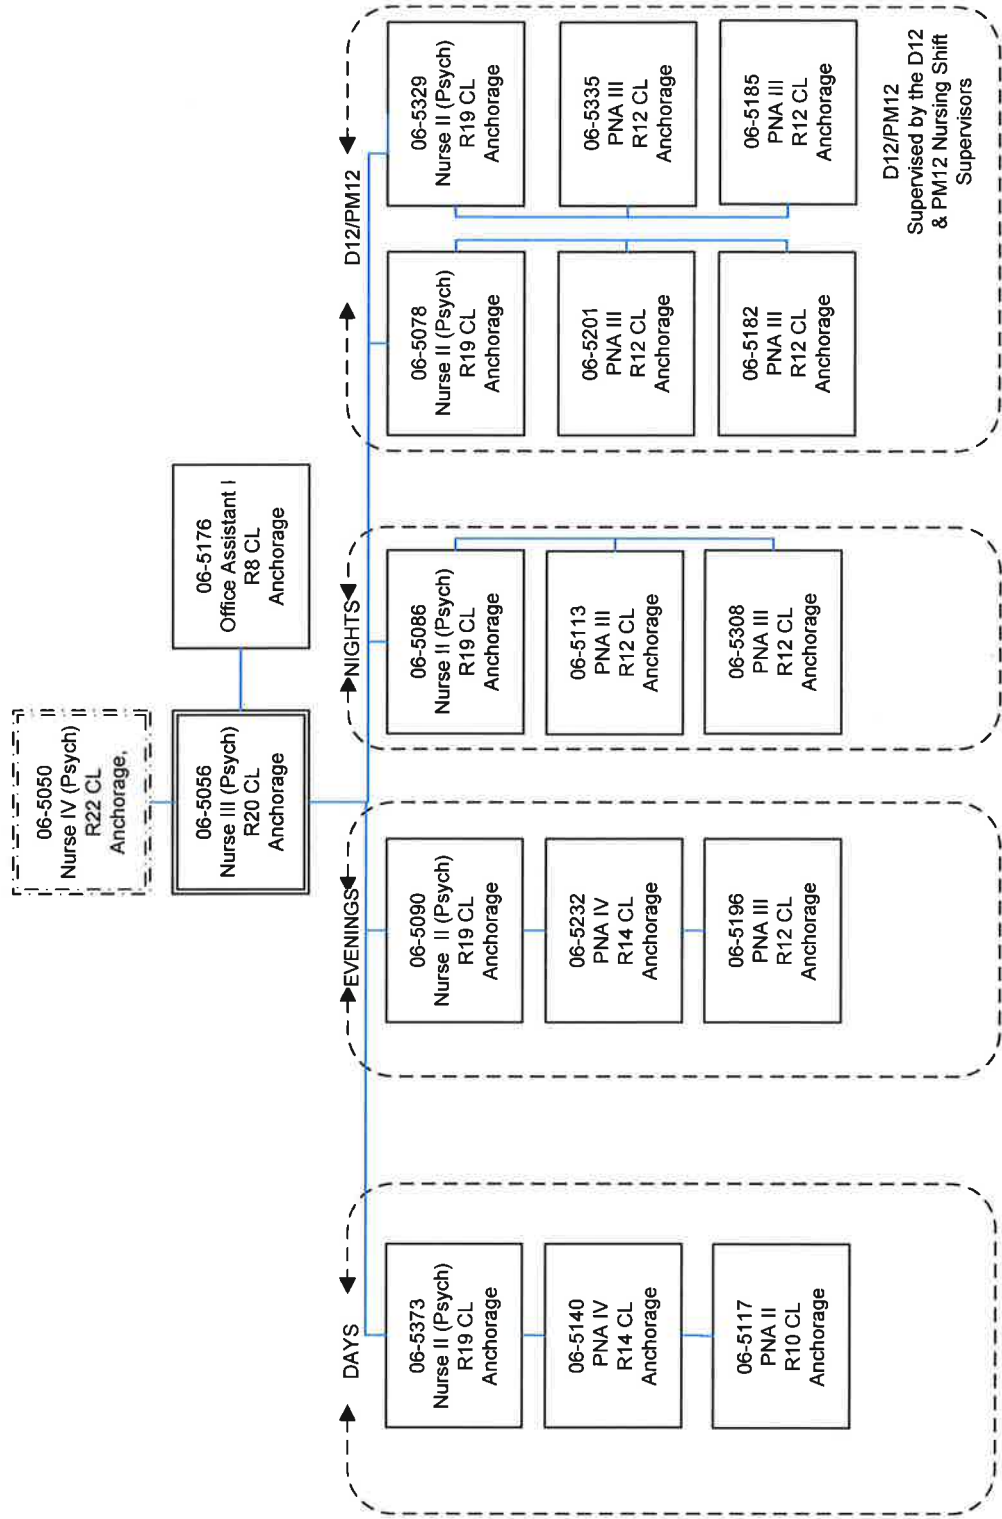 06-5050
Nurse IV (Psych)
R22 CL
Anchorage,
06-5056
Nurse III (Psych)
R20 CL
Anchorage
06-5176
Office Assistant I
R8 CL
Anchorage
DAYS
06-5373
Nurse II (Psych)
R19 CL
Anchorage
06-5140
PNA IV
R14 CL
Anchorage
06-5117
PNA II
R10 CL
Anchorage
EVENINGS
06-5090
Nurse II (Psych)
R19 CL
Anchorage
06-5232
PNA IV
R14 CL
Anchorage
06-5196
PNA III
R12 CL
Anchorage
NIGHTS
06-5086
Nurse II (Psych)
R19 CL
Anchorage
06-5113
PNA III
R12 CL
Anchorage
06-5308
PNA III
R12 CL
Anchorage
D12/PM12
06-5078
Nurse II (Psych)
R19 CL
Anchorage
06-5201
PNA III
R12 CL
Anchorage
06-5182
PNA III
R12 CL
Anchorage
06-5329
Nurse II (Psych)
R19 CL
Anchorage
06-5335
PNA III
R12 CL
Anchorage
06-5185
PNA III
R12 CL
Anchorage
D12/PM12
Supervised by the D12
& PM12 Nursing Shift
Supervisors